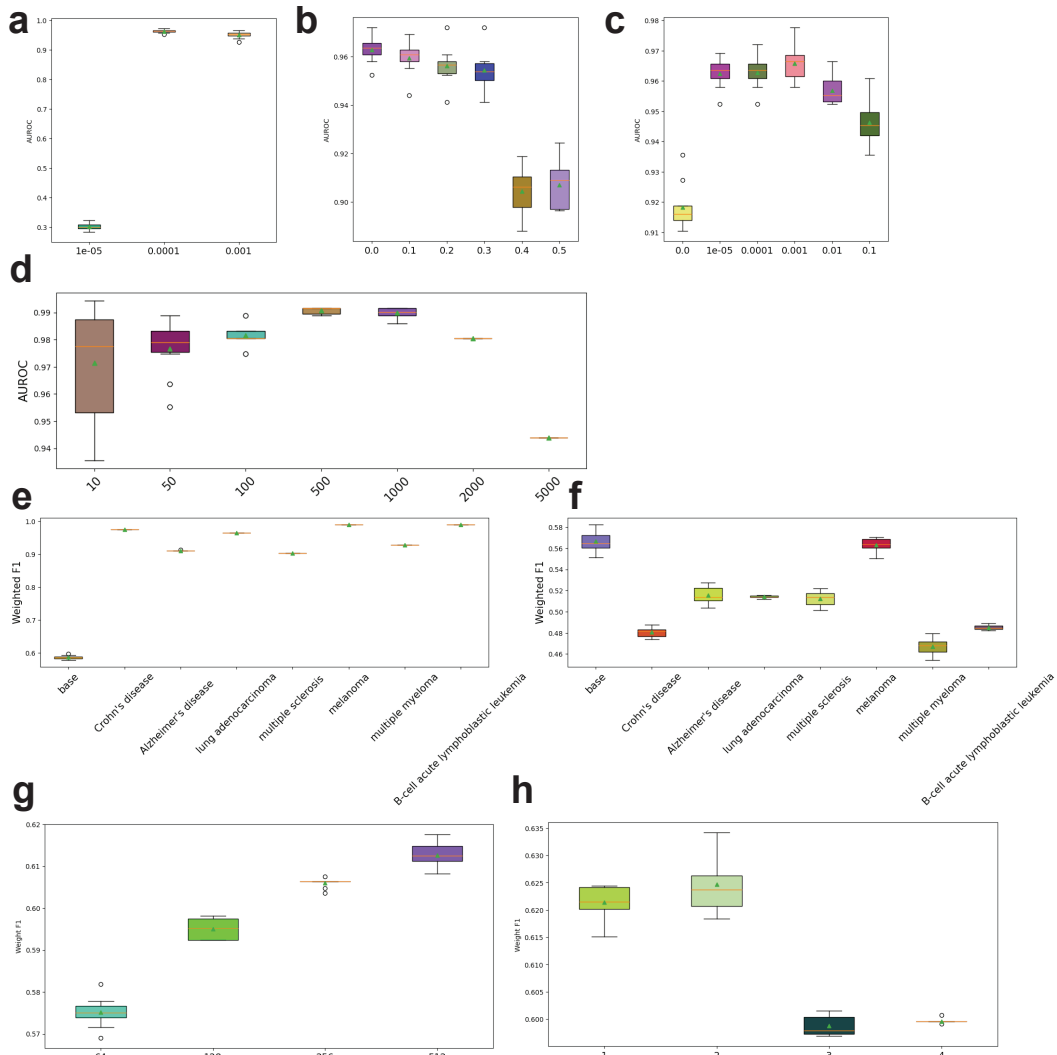 a
1.0
0.9
0.8
0.7
0.6
0.5
0.4
0.3
AUROC
1e-05 0.0001 0.001
b
0.96
0.94
0.92
0.90
AUROC
0.0 0.1 0.2 0.3 0.4 0.5
c
0.98
0.97
0.96
0.95
0.94
0.93
0.92
0.91
AUROC
0.0 1e-05 0.0001 0.001 0.01 0.1
d
0.99
0.98
0.97
0.96
0.95
0.94
AUROC
10 50 100 500 1000 2000 5000
e
1.0
0.9
0.8
0.7
0.6
Weighted F1
base
Crohn's disease
Alzheimer's disease
lung adenocarcinoma
multiple sclerosis
melanoma
multiple myeloma
B-cell acute lymphoblastic leukemia
f
0.58
0.56
0.54
0.52
0.50
0.48
0.46
Weighted F1
base
Crohn's disease
Alzheimer's disease
lung adenocarcinoma
multiple sclerosis
melanoma
multiple myeloma
B-cell acute lymphoblastic leukemia
g
0.62
0.61
0.60
0.59
0.58
0.57
Weight F1
64 128 256 512
h
0.635
0.630
0.625
0.620
0.615
0.610
0.605
0.600
Weight F1
1 2 3 4